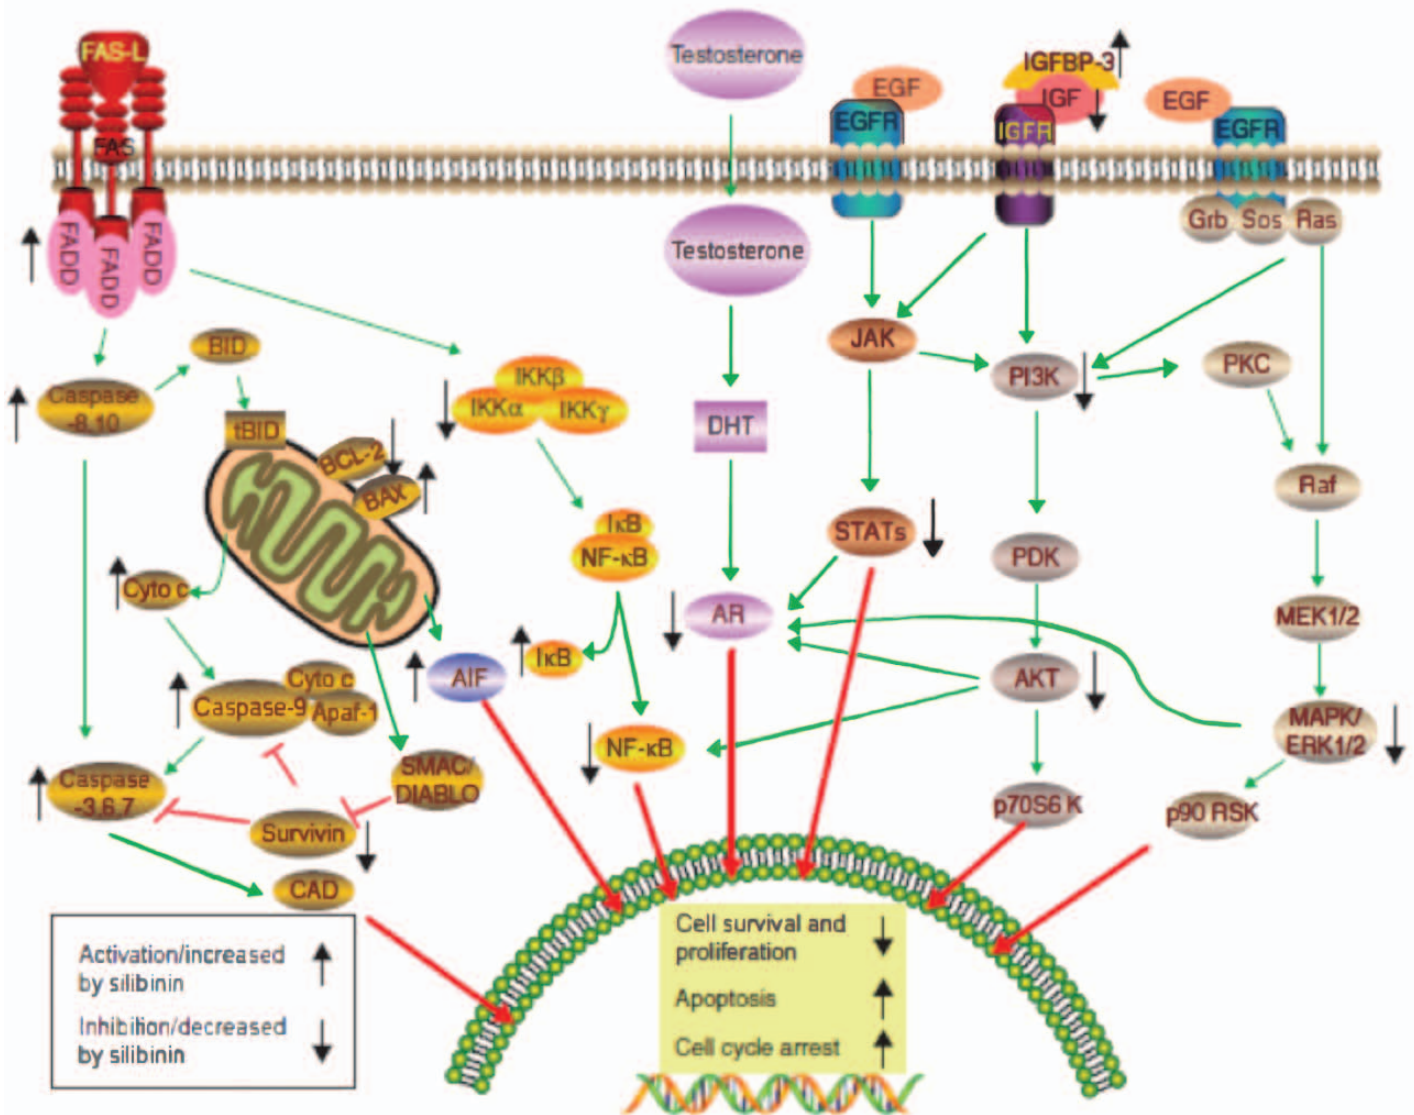 FAS-L
FAS
FADD
FADD
FADD
Testosterone
EGF
EGFR
IGFBP-3
IGF
IGFR
EGF
EGFR
Grb
Sos
Ras
Testosterone
BID
Caspase
-8,10
tBID
BCL-2
BAX
IKKβ
IKKα
IKKγ
DHT
JAK
PI3K
PKC
Raf
IκB
NF-κB
STATs
PDK
Cyto c
AR
MEK1/2
IκB
AIF
AKT
Cyto c
Caspase-9
Apaf-1
NF-κB
MAPK/
ERK1/2
Caspase
-3,6,7
SMAC/
DIABLO
p70S6 K
p90 RSK
Survivin
CAD
Activation/increased
by silibinin
Inhibition/decreased
by silibinin
Cell survival and
proliferation
Apoptosis
Cell cycle arrest